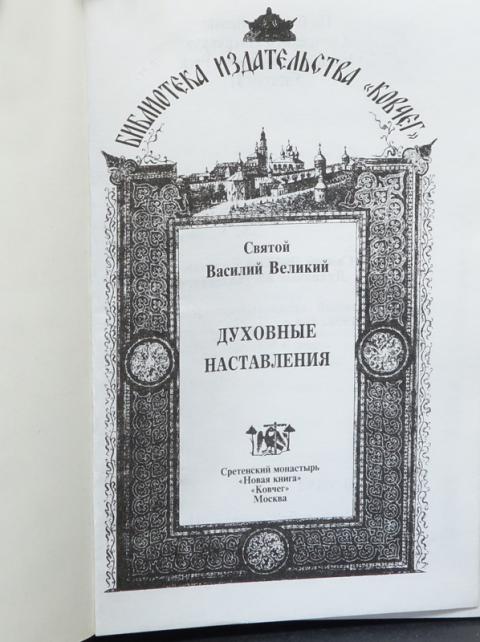 БИБЛИОТЕКА ИЗДАТЕЛЬСТВА «КОВЧЕГ»
Святой
Василий Великий
ДУХОВНЫЕ
НАСТАВЛЕНИЯ
Сретенский монастырь
«Новая книга»
«Ковчег»
Москва